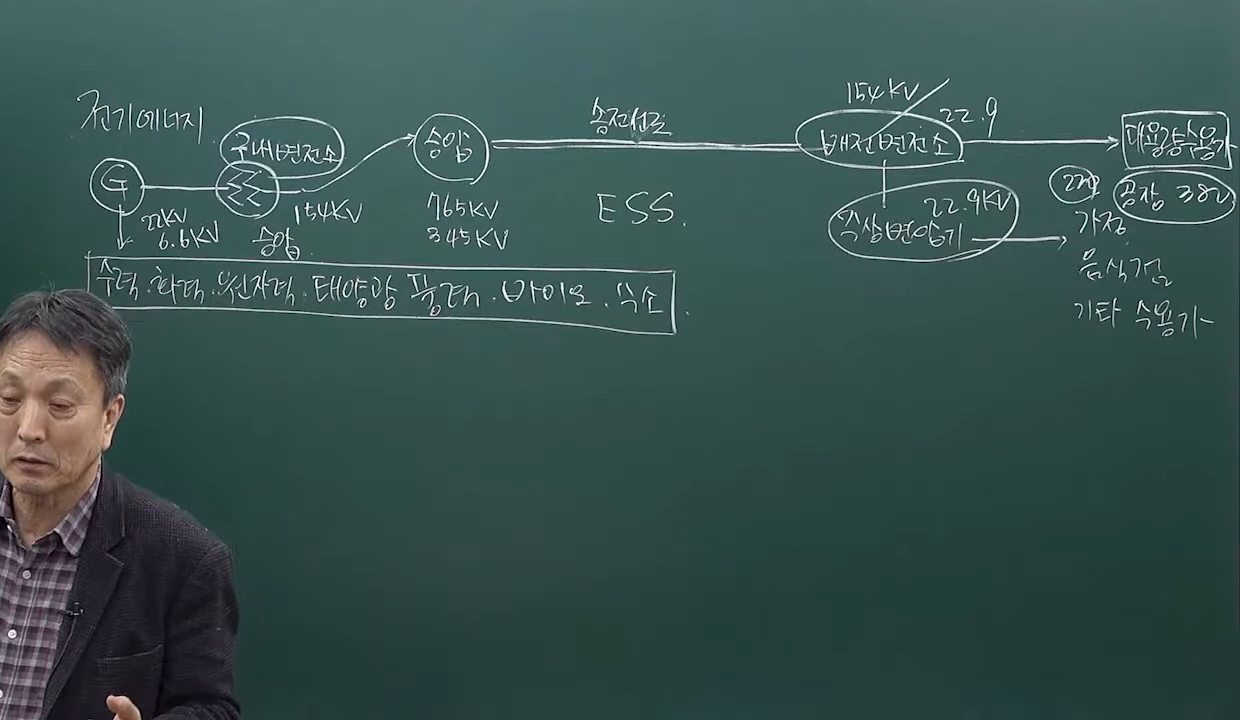 전기에너지
구내변전소
G
22KV
6.6KV
154KV
승압
승압
765KV
345KV
송전선로
ESS.
154KV
배전변전소
22.9
대용량수용가
공장 380V
22.9KV
주상변압기
220
가정
음식점
기타 수용가
수력.화력.원자력.태양광 풍력.바이오.수소